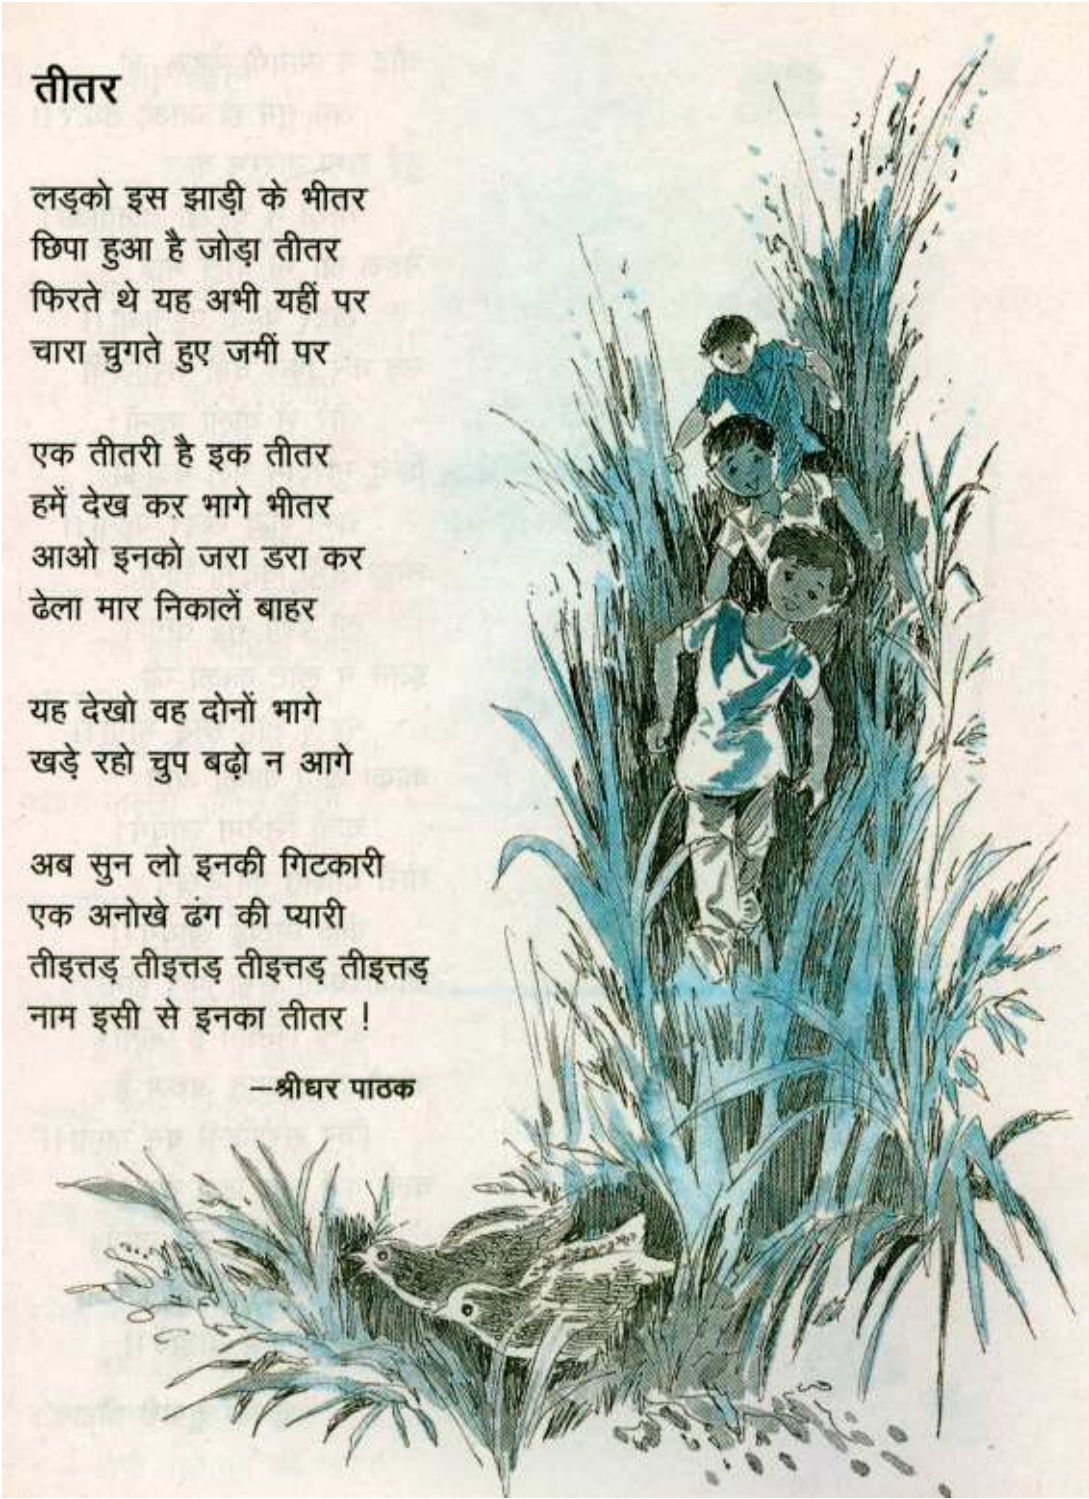 तीतर
लड़को इस झाड़ी के भीतर
छिपा हुआ है जोड़ा तीतर
फिरते थे यह अभी यहीं पर
चारा चुगते हुए जमीं पर
एक तीतरी है इक तीतर
हमें देख कर भागे भीतर
आओ इनको जरा डरा कर
ढेला मार निकालें बाहर
यह देखो वह दोनों भागे
खड़े रहो चुप बढ़ो न आगे
अब सुन लो इनकी गिटकारी
एक अनोखे ढंग की प्यारी
तीइत्तड़ तीइत्तड़ तीइत्तड़ तीइत्तड़
नाम इसी से इनका तीतर !
—श्रीधर पाठक